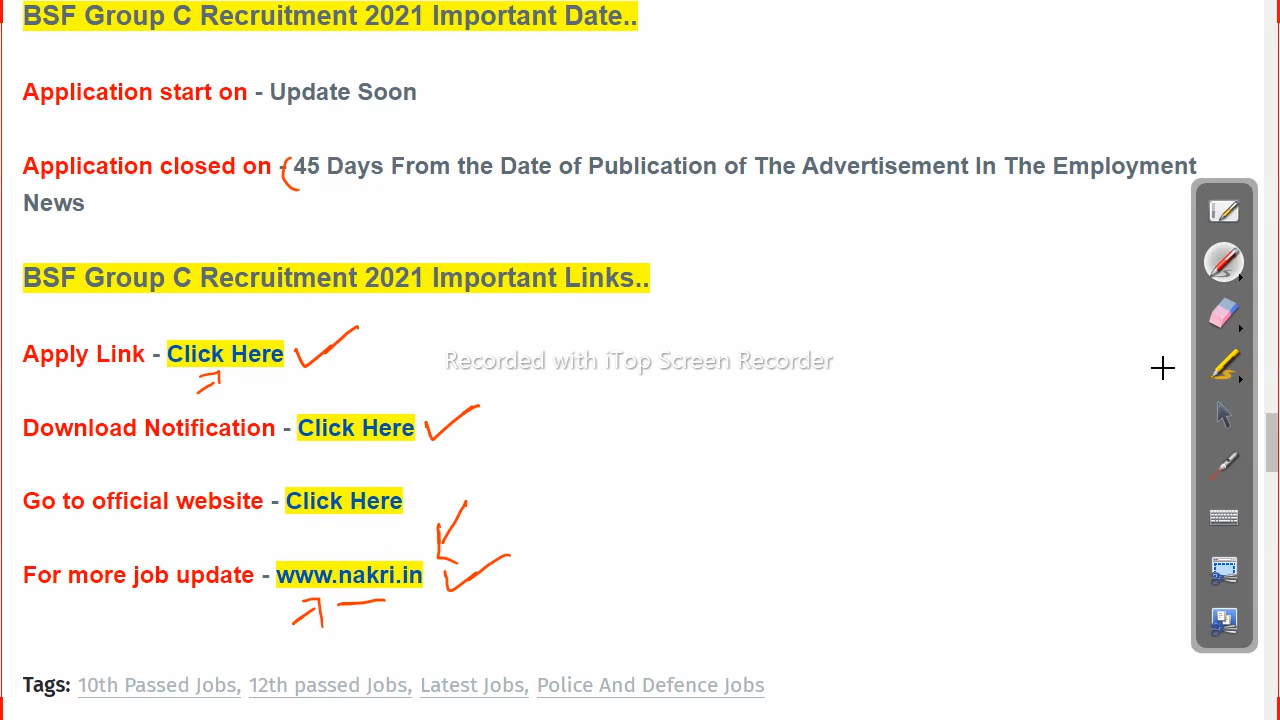 BSF Group C Recruitment 2021 Important Date..
Application start on - Update Soon
Application closed on - 45 Days From the Date of Publication of The Advertisement In The Employment
News
BSF Group C Recruitment 2021 Important Links..
Apply Link - Click Here
Recorded with iTop Screen Recorder
Download Notification - Click Here
Go to official website - Click Here
For more job update - www.nakri.in
Tags: 10th Passed Jobs, 12th passed Jobs, Latest Jobs, Police And Defence Jobs